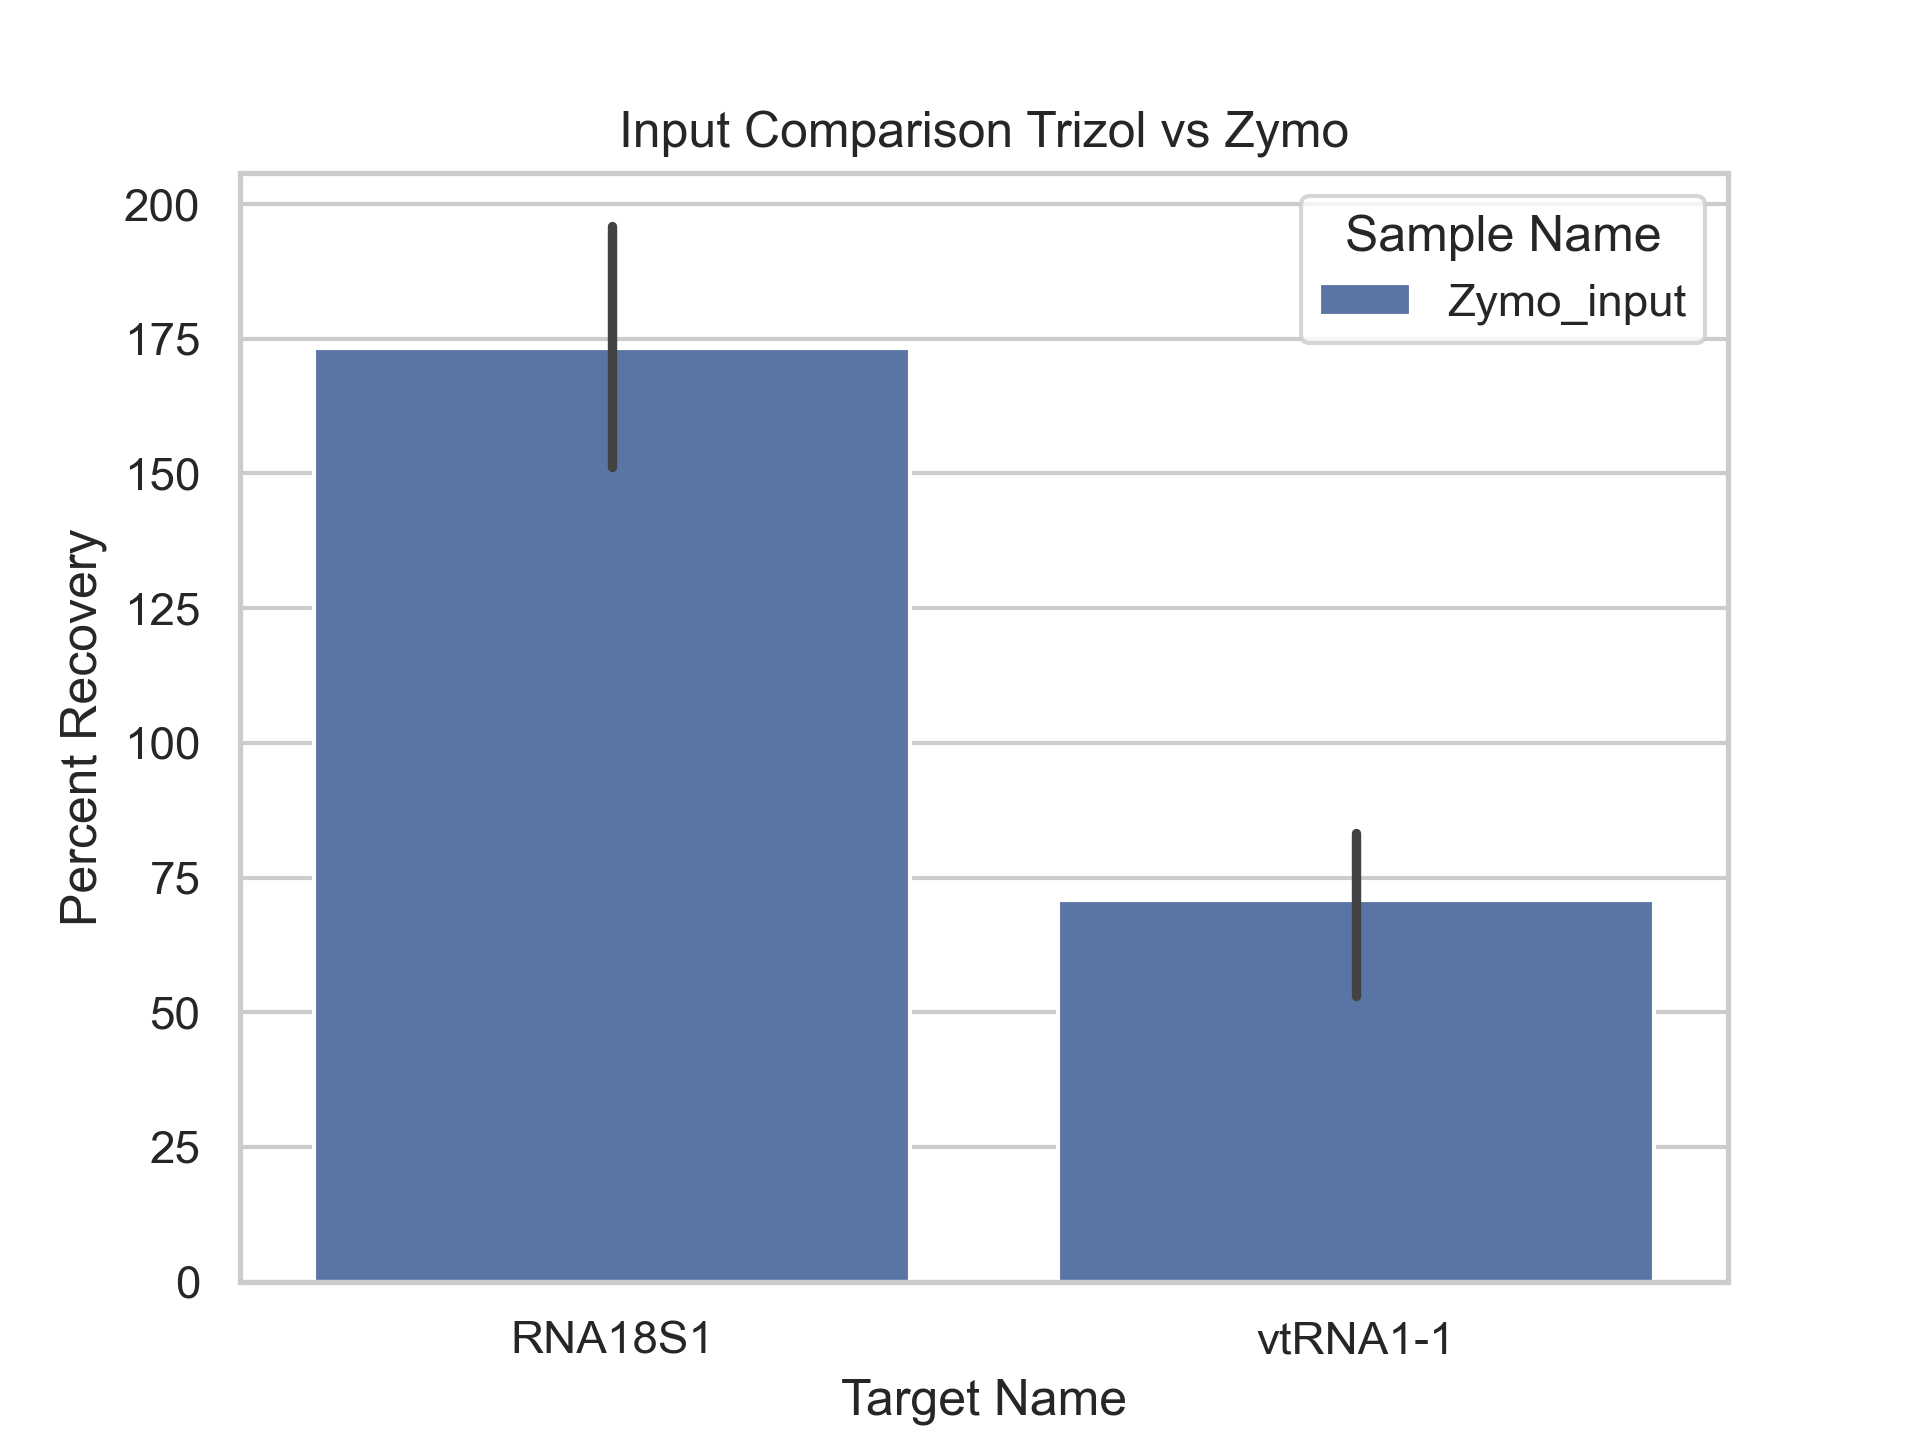 Input Comparison Trizol vs Zymo
200
175
150
125
100
75
50
25
0
Percent Recovery
Sample Name
Zymo_input
RNA18S1
vtRNA1-1
Target Name